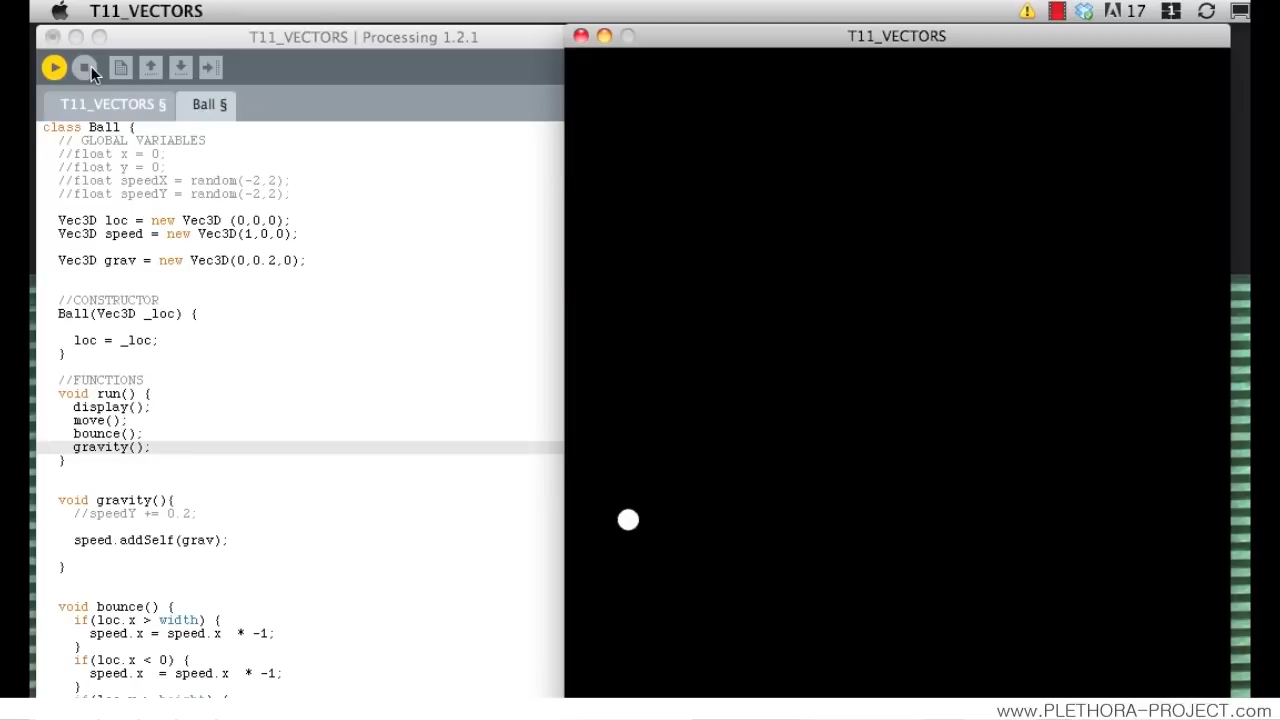 T11_VECTORS
17
1
T11_VECTORS | Processing 1.2.1
T11_VECTORS
T11_VECTORS §
Ball §
class Ball {
// GLOBAL VARIABLES
//float x = 0;
//float y = 0;
//float speedX = random(-2,2);
//float speedY = random(-2,2);
Vec3D loc = new Vec3D (0,0,0);
Vec3D speed = new Vec3D(1,0,0);
Vec3D grav = new Vec3D(0,0.2,0);
//CONSTRUCTOR
Ball(Vec3D _loc) {
loc = _loc;
}
//FUNCTIONS
void run() {
display();
move();
bounce();
gravity();
}
void gravity(){
//speedY += 0.2;
speed.addSelf(grav);
}
void bounce() {
if(loc.x > width) {
speed.x = speed.x * -1;
}
if(loc.x < 0) {
speed.x = speed.x * -1;
}
www.PLETHORA-PROJECT.com